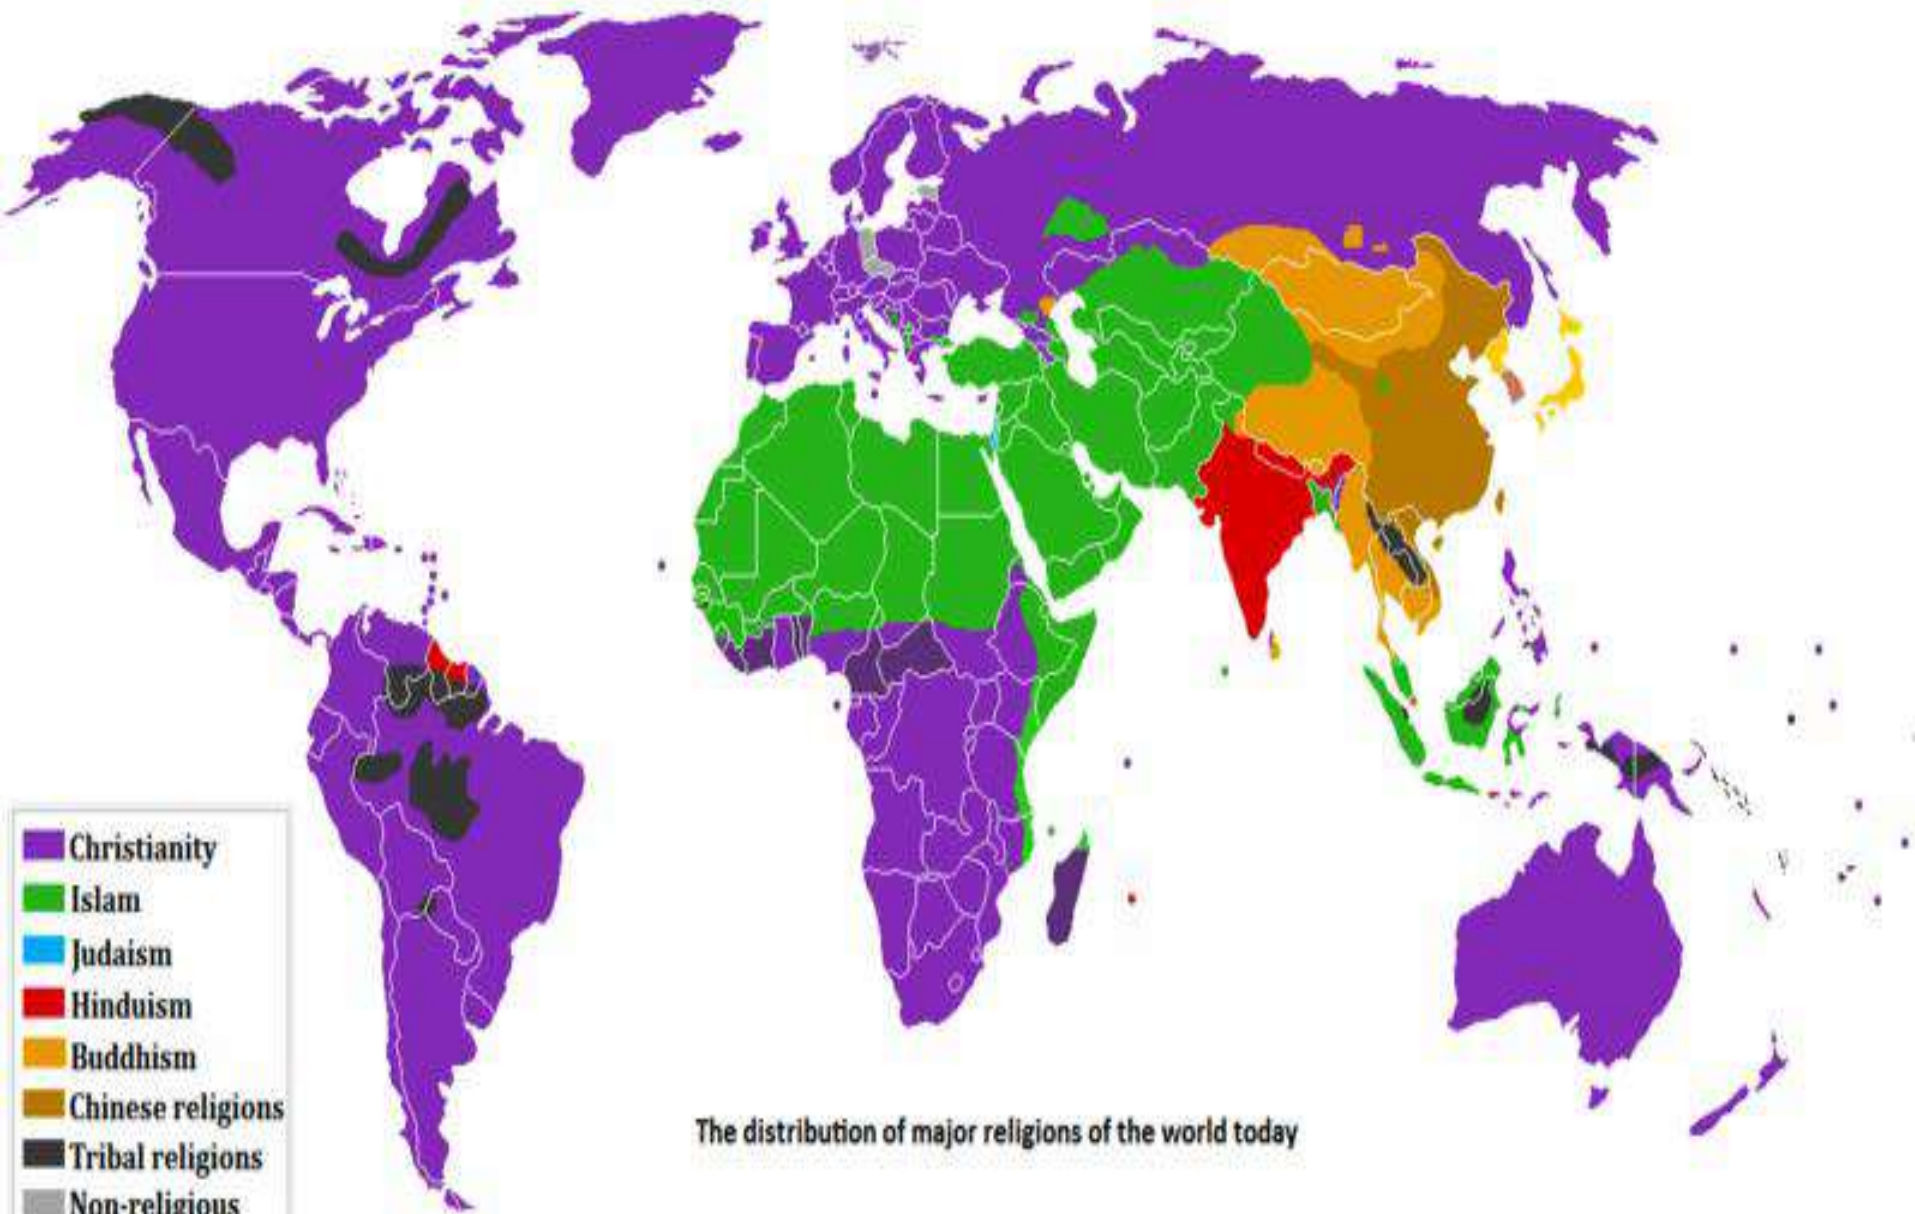 Christianity
Islam
Judaism
Hinduism
Buddhism
Chinese religions
Tribal religions
Non-religious
The distribution of major religions of the world today